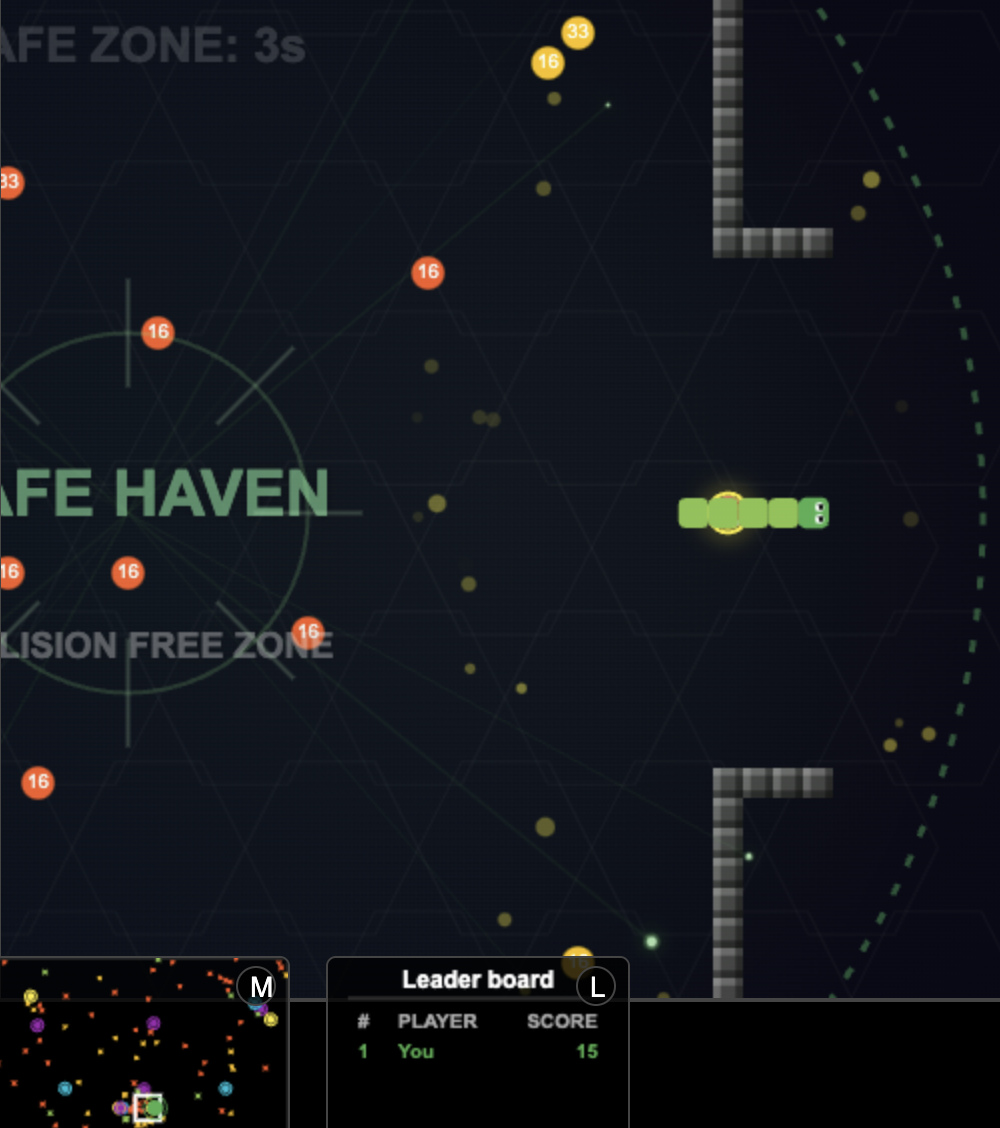 AFE ZONE: 3s
33
16
33
16
16
AFE HAVEN
16
16
16
LISION FREE ZONE
16
M
Leader board
L
# PLAYER SCORE
1 You 15